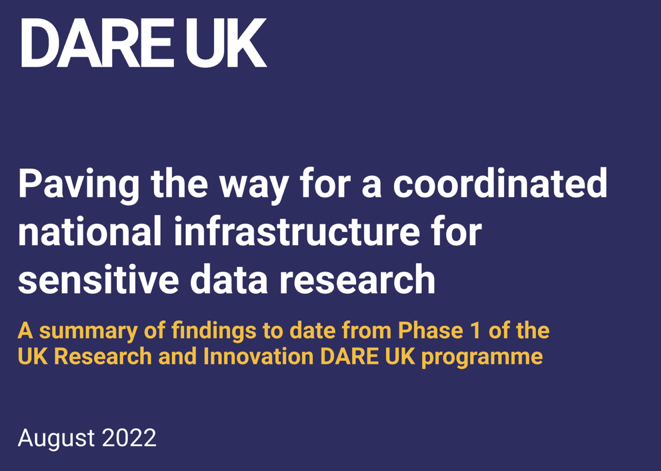 DARE UK
Paving the way for a coordinated
national infrastructure for
sensitive data research
A summary of findings to date from Phase 1 of the
UK Research and Innovation DARE UK programme
August 2022